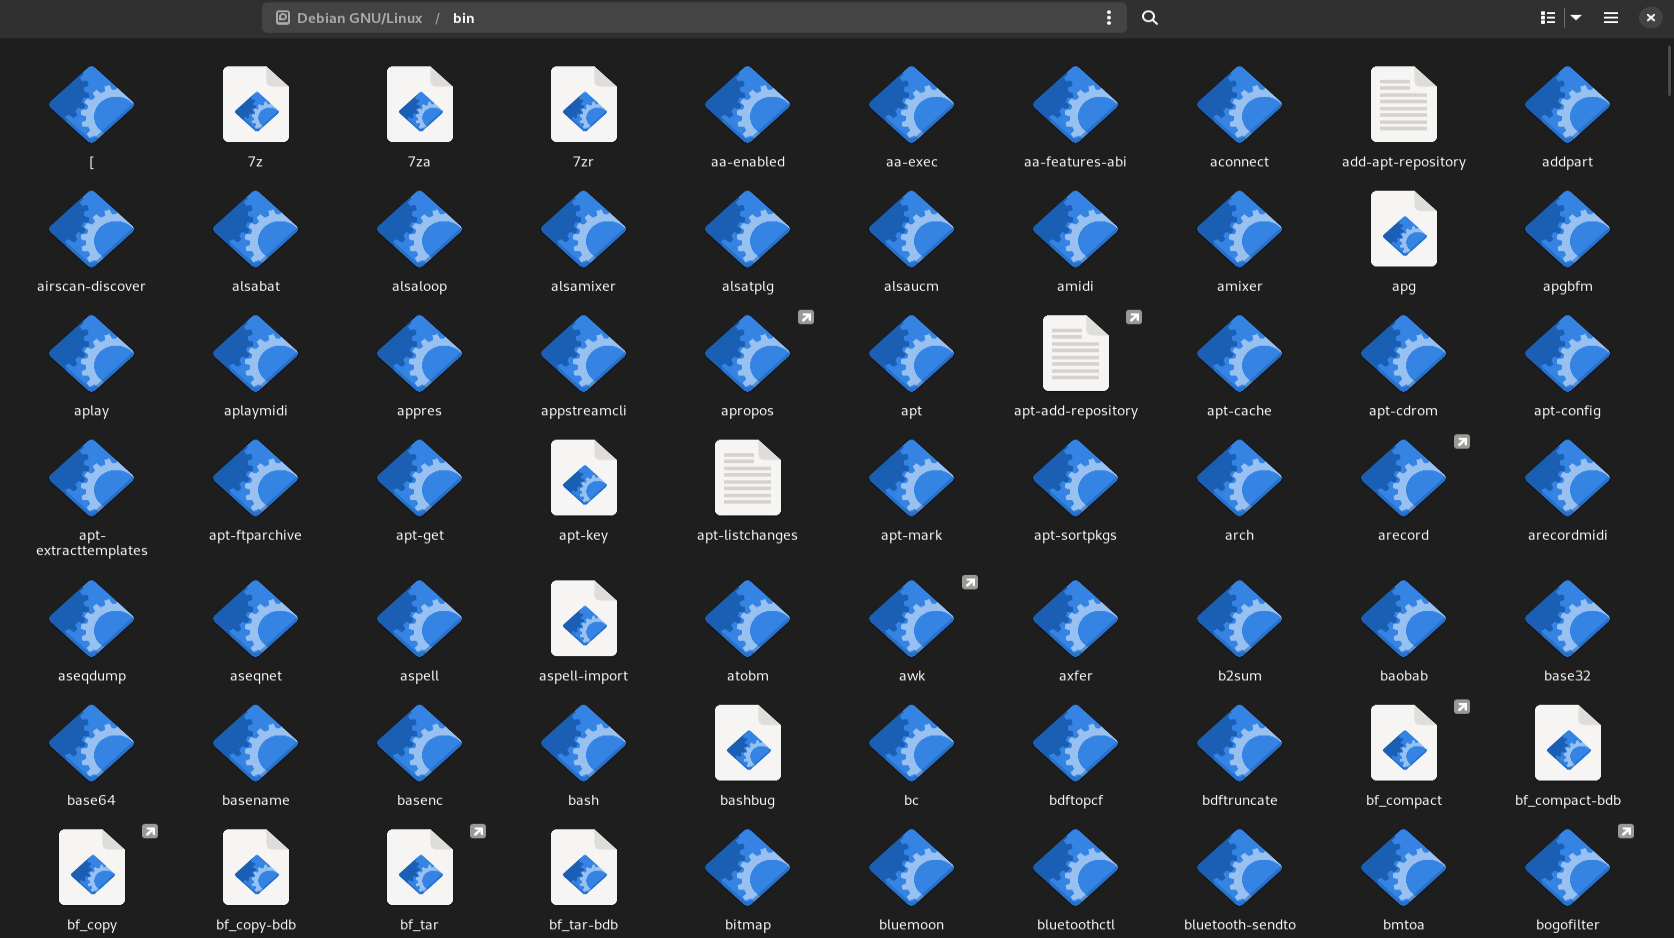 Debian GNU/Linux / bin
[ 7z 7za 7zr aa-enabled aa-exec aa-features-abi aconnect add-apt-repository addpart
airscan-discover alsabat alsaloop alsamixer alsatplg alsaucm amidi amixer apg apgbfm
aplay aplaymidi appres appstreamcli apropos apt apt-add-repository apt-cache apt-cdrom apt-config
apt-
extracttemplates apt-ftparchive apt-get apt-key apt-listchanges apt-mark apt-sortpkgs arch arecord arecordmidi
aseqdump aseqnet aspell aspell-import atobm awk axfer b2sum baobab base32
base64 basename basenc bash bashbug bc bdftopcf bdftruncate bf_compact bf_compact-bdb
bf_copy bf_copy-bdb bf_tar bf_tar-bdb bitmap bluemoon bluetoothctl bluetooth-sendto bmtoa bogofilter